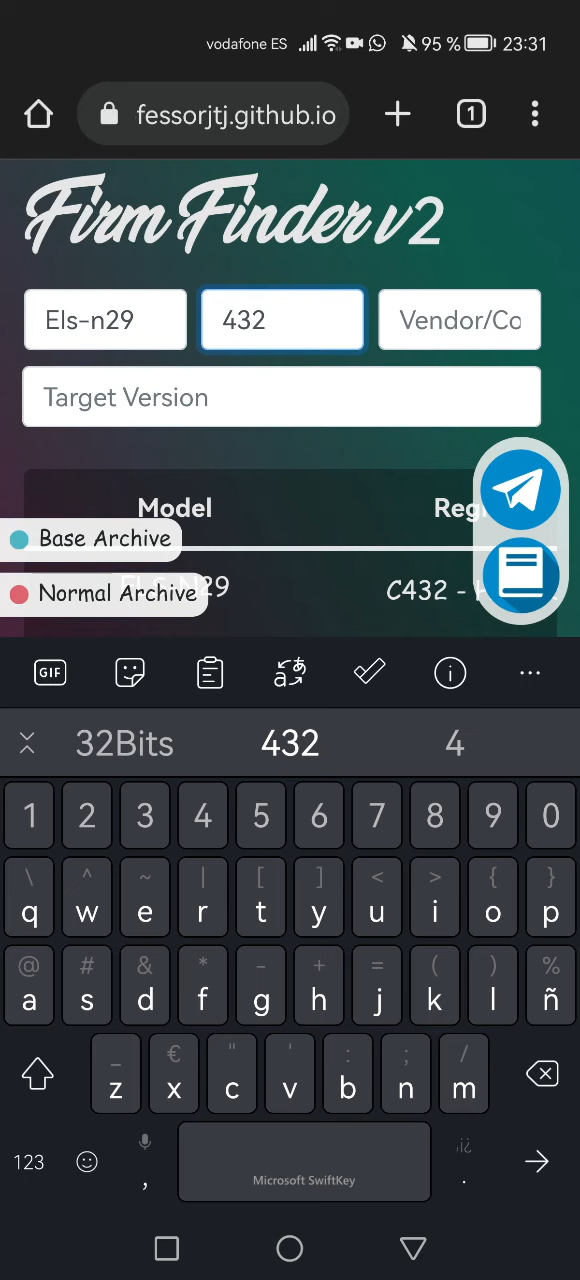 vodafone ES 95 % 23:31
fessorjtj.github.io 1
Firm Finder v2
Els-n29 432 Vendor/Co
Target Version
Model
Base Archive
Normal Archive
C432 -
GIF
32Bits 432 4
1 2 3 4 5 6 7 8 9 0
\ ^ ~ | [ ] < > { }
q w e r t y u i o p
@ # & * - + = ( ) %
a s d f g h j k l ñ
_ € " ' : ; /
z x c v b n m
123 , Microsoft SwiftKey .